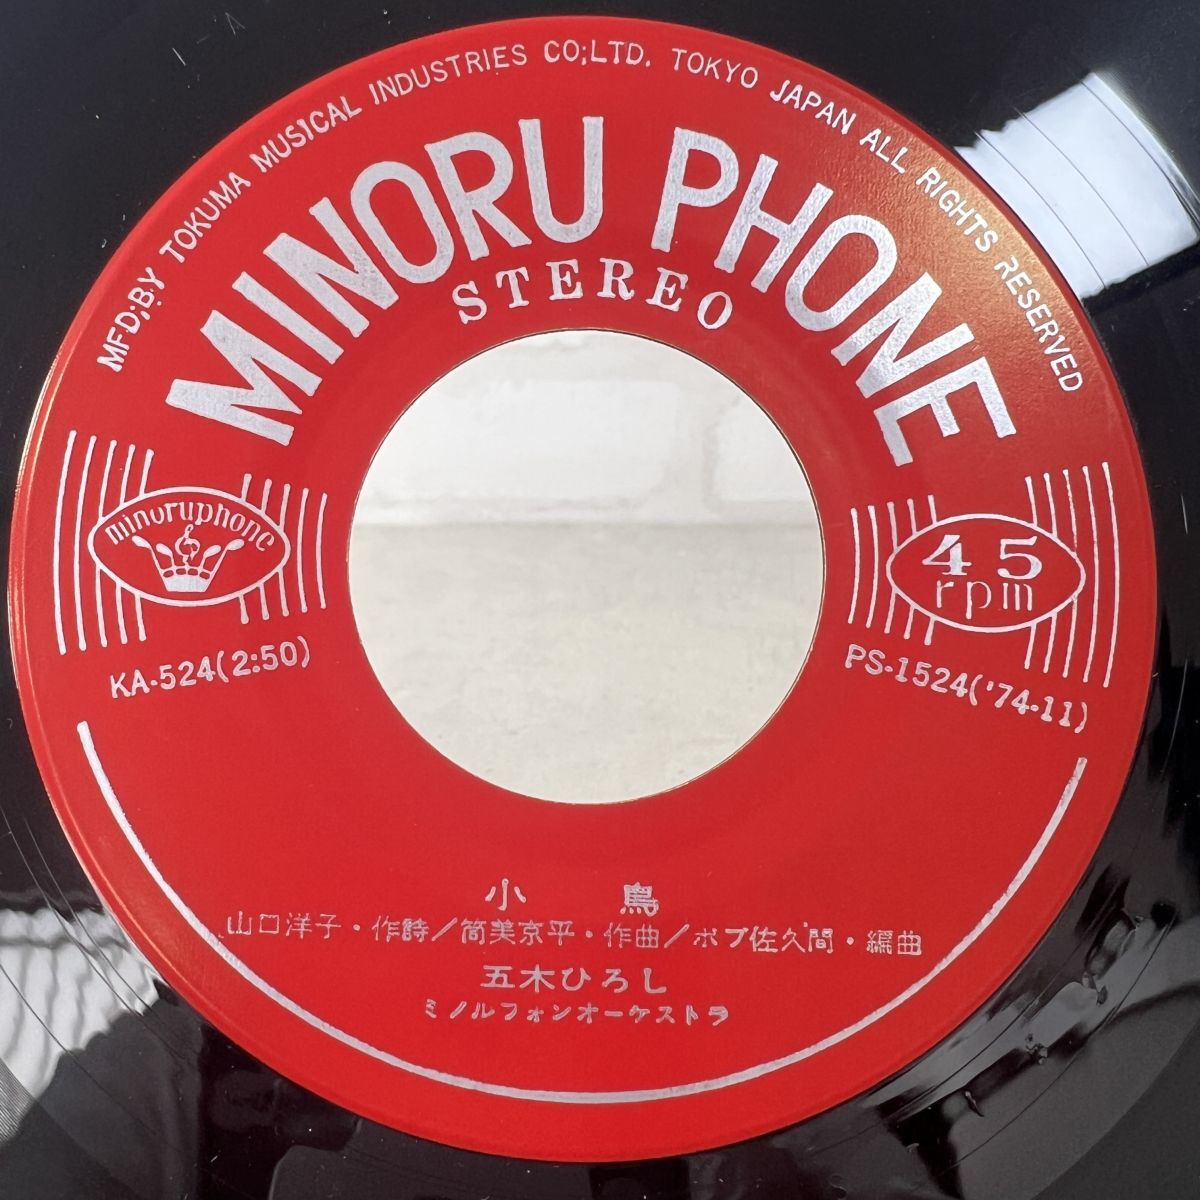 MFD;BY TOKUMA MUSICAL INDUSTRIES CO;LTD. TOKYO JAPAN ALL RIGHTS RESERVED
MINORU PHONE
STEREO
minoruphone
45
rpm
KA-524(2:50)
PS-1524('74-11)
小鳥
山口洋子・作詩/筒美京平・作曲/ボブ佐久間・編曲
五木ひろし
ミノルフォンオーケストラ
1-A